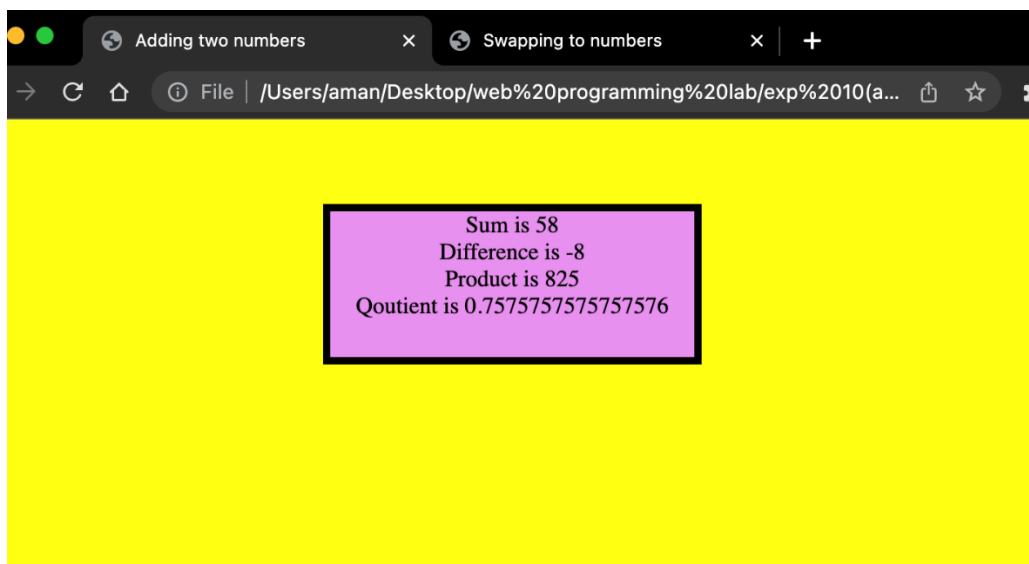 Adding two numbers
Swapping to numbers
File | /Users/aman/Desktop/web%20programming%20lab/exp%2010(a...
Sum is 58
Difference is -8
Product is 825
Qoutient is 0.7575757575757576